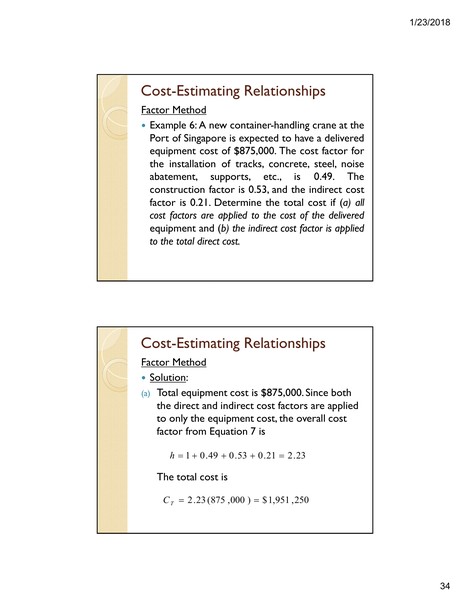 1/23/2018
Cost-Estimating Relationships
Factor Method
• Example 6: A new container-handling crane at the
Port of Singapore is expected to have a delivered
equipment cost of $875,000. The cost factor for
the installation of tracks, concrete, steel, noise
abatement, supports, etc., is 0.49. The
construction factor is 0.53, and the indirect cost
factor is 0.21. Determine the total cost if (a) all
cost factors are applied to the cost of the delivered
equipment and (b) the indirect cost factor is applied
to the total direct cost.
Cost-Estimating Relationships
Factor Method
• Solution:
(a) Total equipment cost is $875,000. Since both
the direct and indirect cost factors are applied
to only the equipment cost, the overall cost
factor from Equation 7 is
h = 1 + 0.49 + 0.53 + 0.21 = 2.23
The total cost is
C_T = 2.23 (875 ,000 ) = $1,951 ,250
34